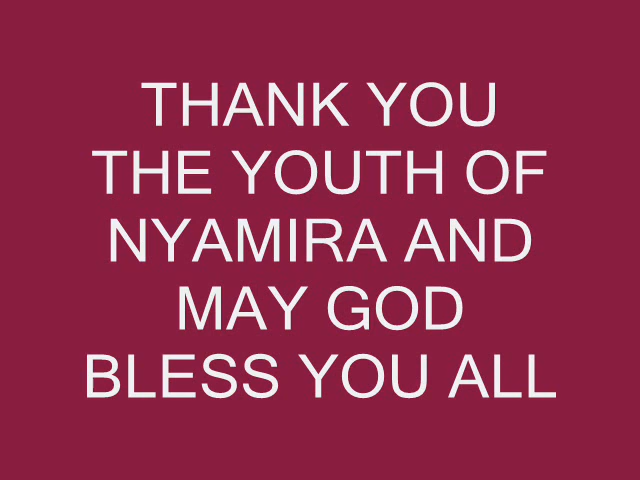 THANK YOU
THE YOUTH OF
NYAMIRA AND
MAY GOD
BLESS YOU ALL